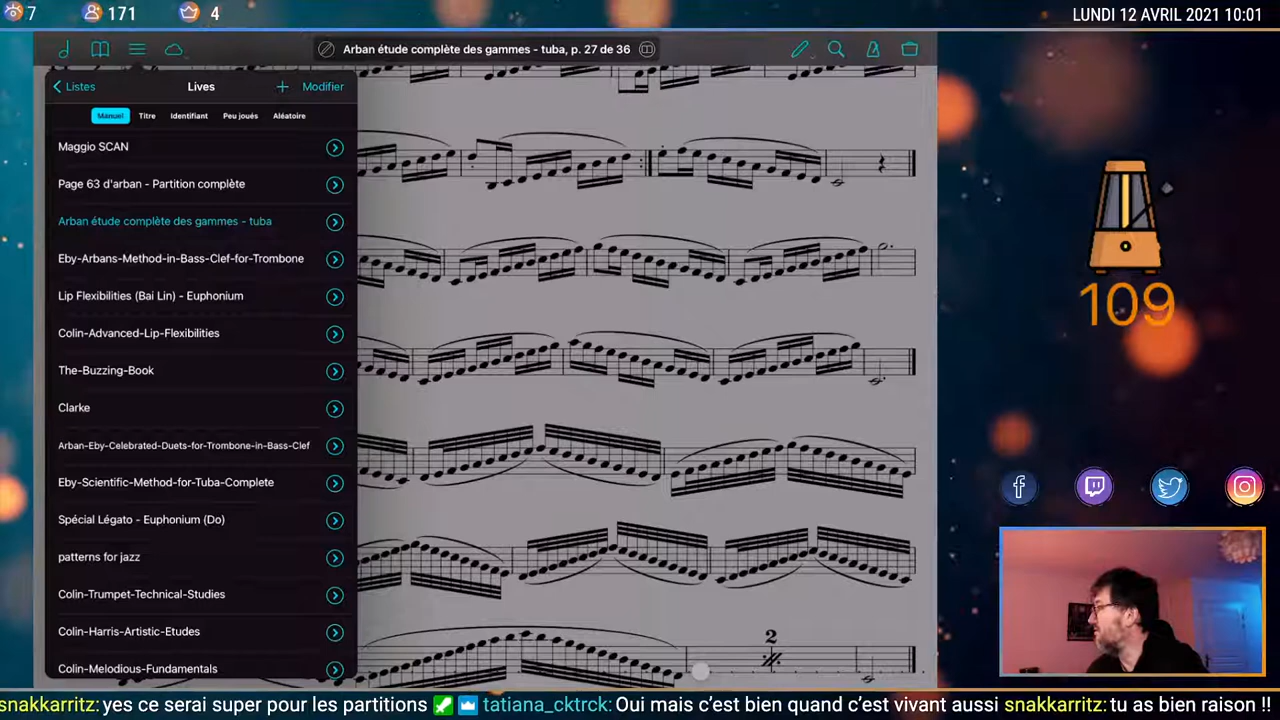 7 171 4
LUNDI 12 AVRIL 2021 10:01
Arban étude complète des gammes - tuba, p. 27 de 36
Listes Lives + Modifier
Manuel Titre Identifiant Peu joués Aléatoire
Maggio SCAN
Page 63 d'arban - Partition complète
Arban étude complète des gammes - tuba
Eby-Arbans-Method-in-Bass-Clef-for-Trombone
Lip Flexibilities (Bai Lin) - Euphonium
Colin-Advanced-Lip-Flexibilities
The-Buzzing-Book
Clarke
Arban-Eby-Celebrated-Duets-for-Trombone-in-Bass-Clef
Eby-Scientific-Method-for-Tuba-Complete
Spécial Légato - Euphonium (Do)
patterns for jazz
Colin-Trumpet-Technical-Studies
Colin-Harris-Artistic-Etudes
Colin-Melodious-Fundamentals
2
109
snakkarritz: yes ce serai super pour les partitions tatiana_cktrck: Oui mais c’est bien quand c’est vivant aussi snakkarritz: tu as bien raison !!